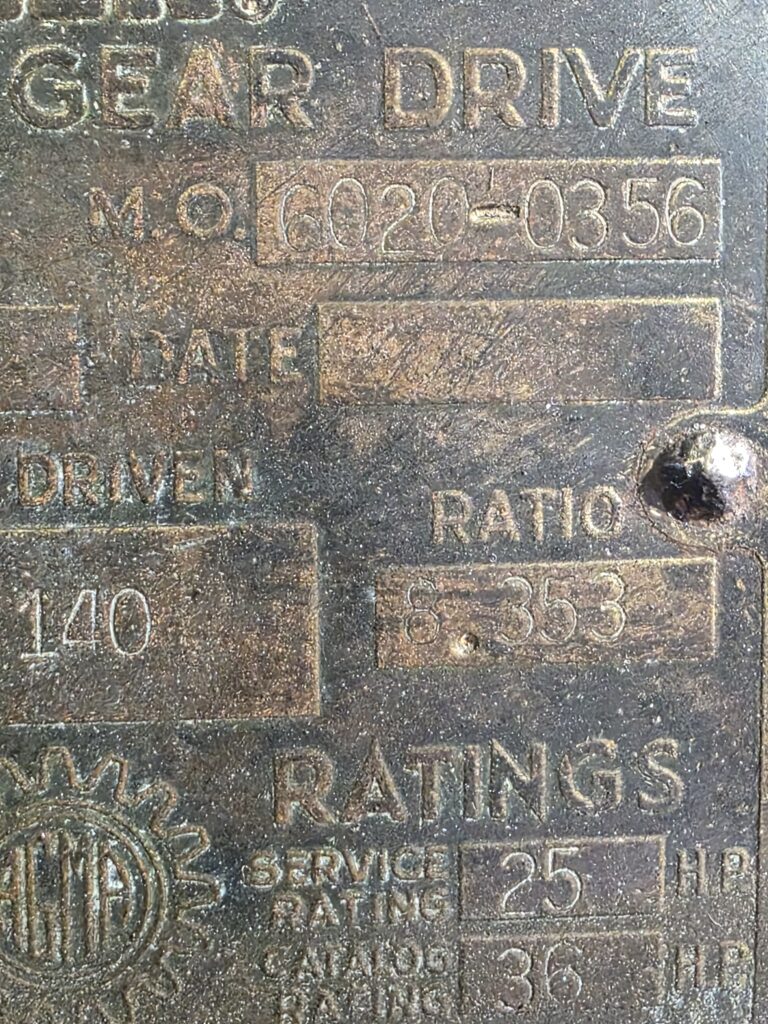 GEAR DRIVE
M.O. 6020-0356
DATE
DRIVEN
RATIO
140
8.353
RATINGS
AGMA
SERVICE RATING 25 HP
CATALOG RATING 36 HP